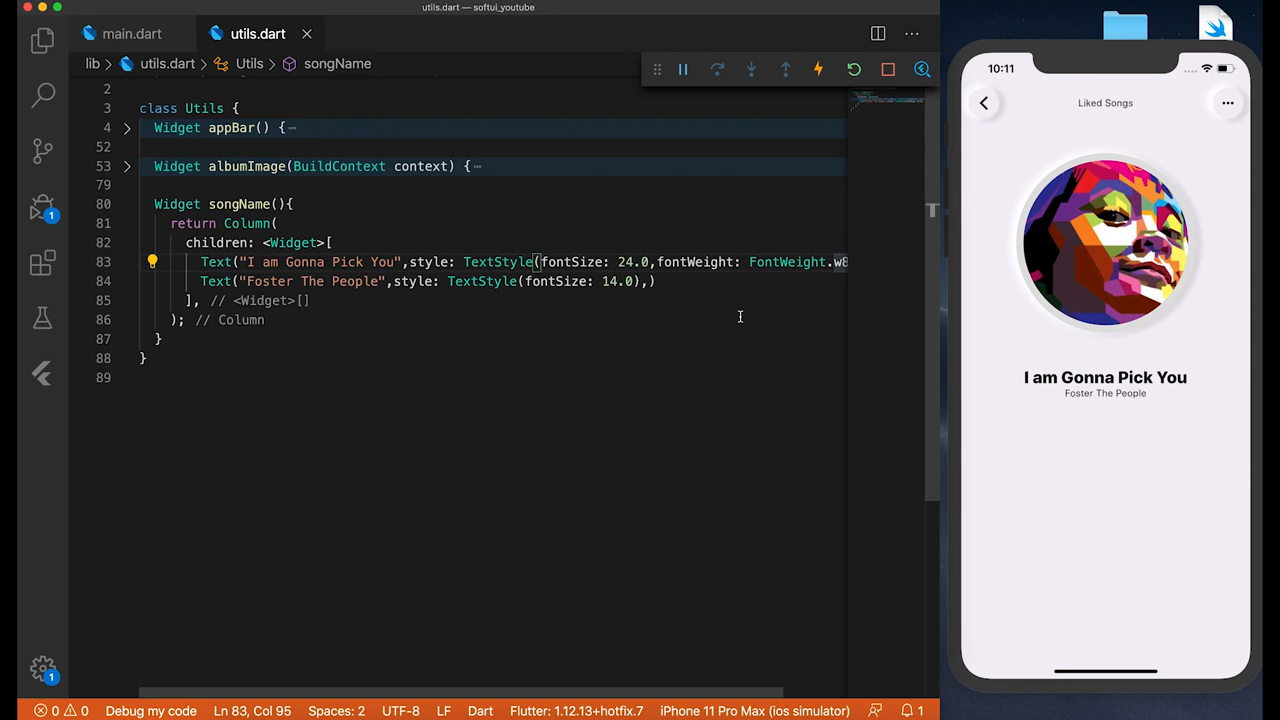 utils.dart — softui_youtube
main.dart
utils.dart
lib > utils.dart > Utils > songName
2
3 class Utils {
4 Widget appBar() {⋯
52
53 Widget albumImage(BuildContext context) {⋯
79
80 Widget songName(){
81 return Column(
82 children: <Widget>[
83 Text("I am Gonna Pick You",style: TextStyle(fontSize: 24.0,fontWeight: FontWeight.w8
84 Text("Foster The People",style: TextStyle(fontSize: 14.0),)
85 ], // <Widget>[]
86 ); // Column
87 }
88 }
89
1
1
0 0 Debug my code Ln 83, Col 95 Spaces: 2 UTF-8 LF Dart Flutter: 1.12.13+hotfix.7 iPhone 11 Pro Max (ios simulator) 1
10:11
Liked Songs
I am Gonna Pick You
Foster The People